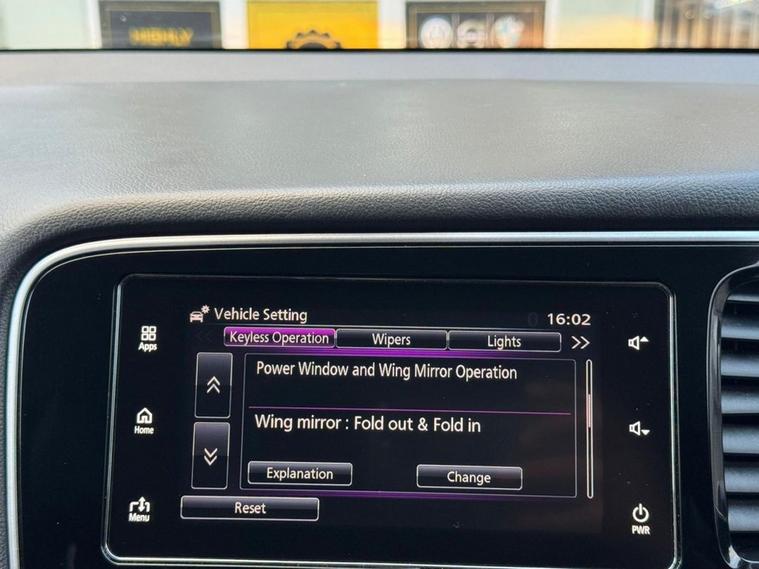 HIGHLY
Vehicle Setting
16:02
Keyless Operation
Wipers
Lights
Apps
Power Window and Wing Mirror Operation
Home
Wing mirror : Fold out & Fold in
Explanation
Change
Menu
Reset
PWR